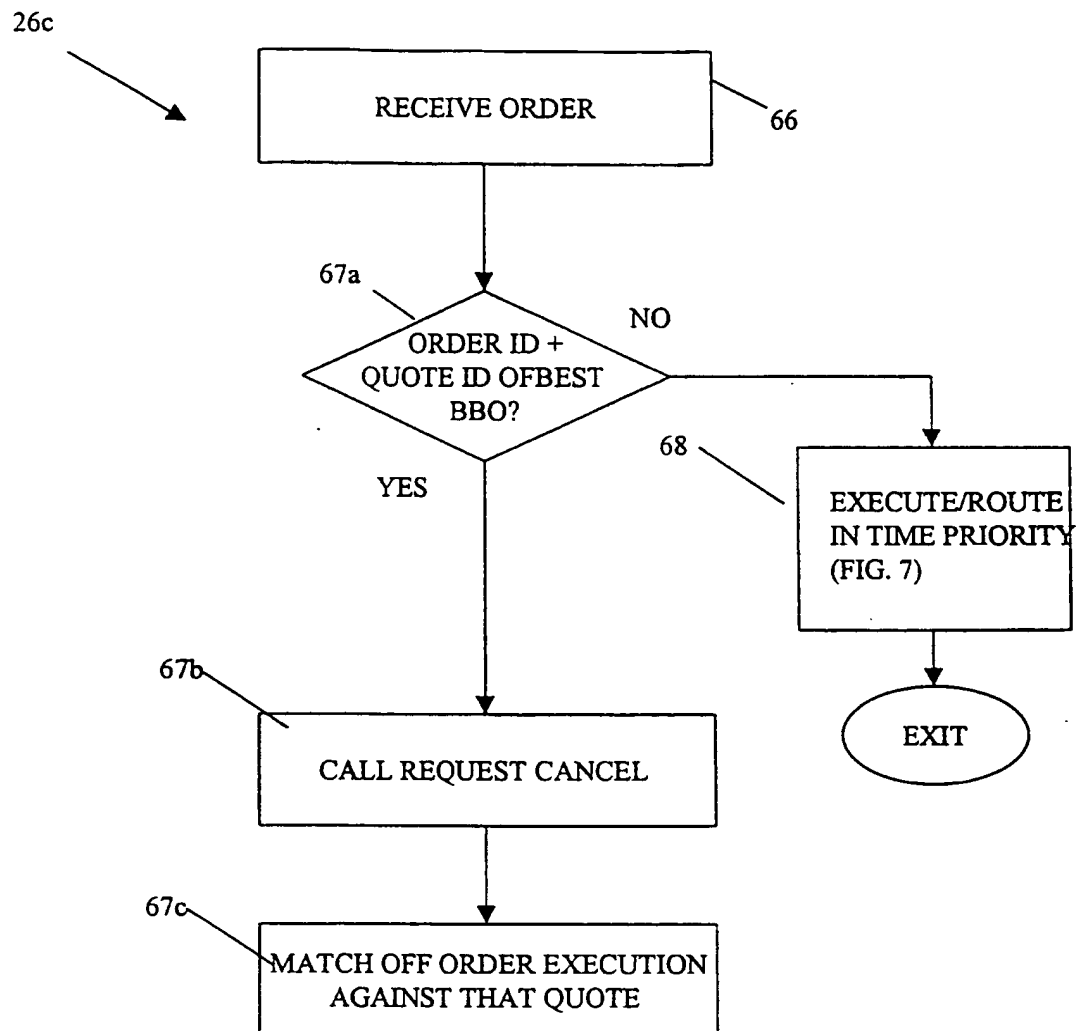 26c
RECEIVE ORDER
66
67a
ORDER ID +
QUOTE ID OFBEST
BBO?
NO
YES
68
EXECUTE/ROUTE
IN TIME PRIORITY
(FIG. 7)
EXIT
67b
CALL REQUEST CANCEL
67c
MATCH OFF ORDER EXECUTION
AGAINST THAT QUOTE